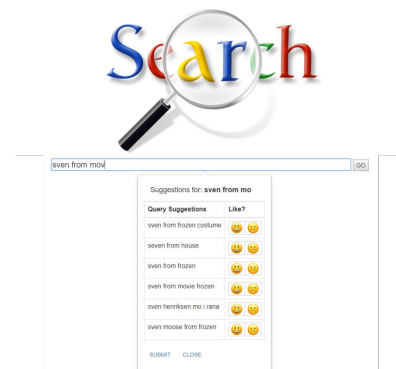 Search
sven from mov GO
Suggestions for: sven from mo
Query Suggestions Like?
sven from frozen costume
seven from house
sven from frozen
sven from movie frozen
sven henriksen mo i rana
sven moose from frozen
SUBMIT CLOSE